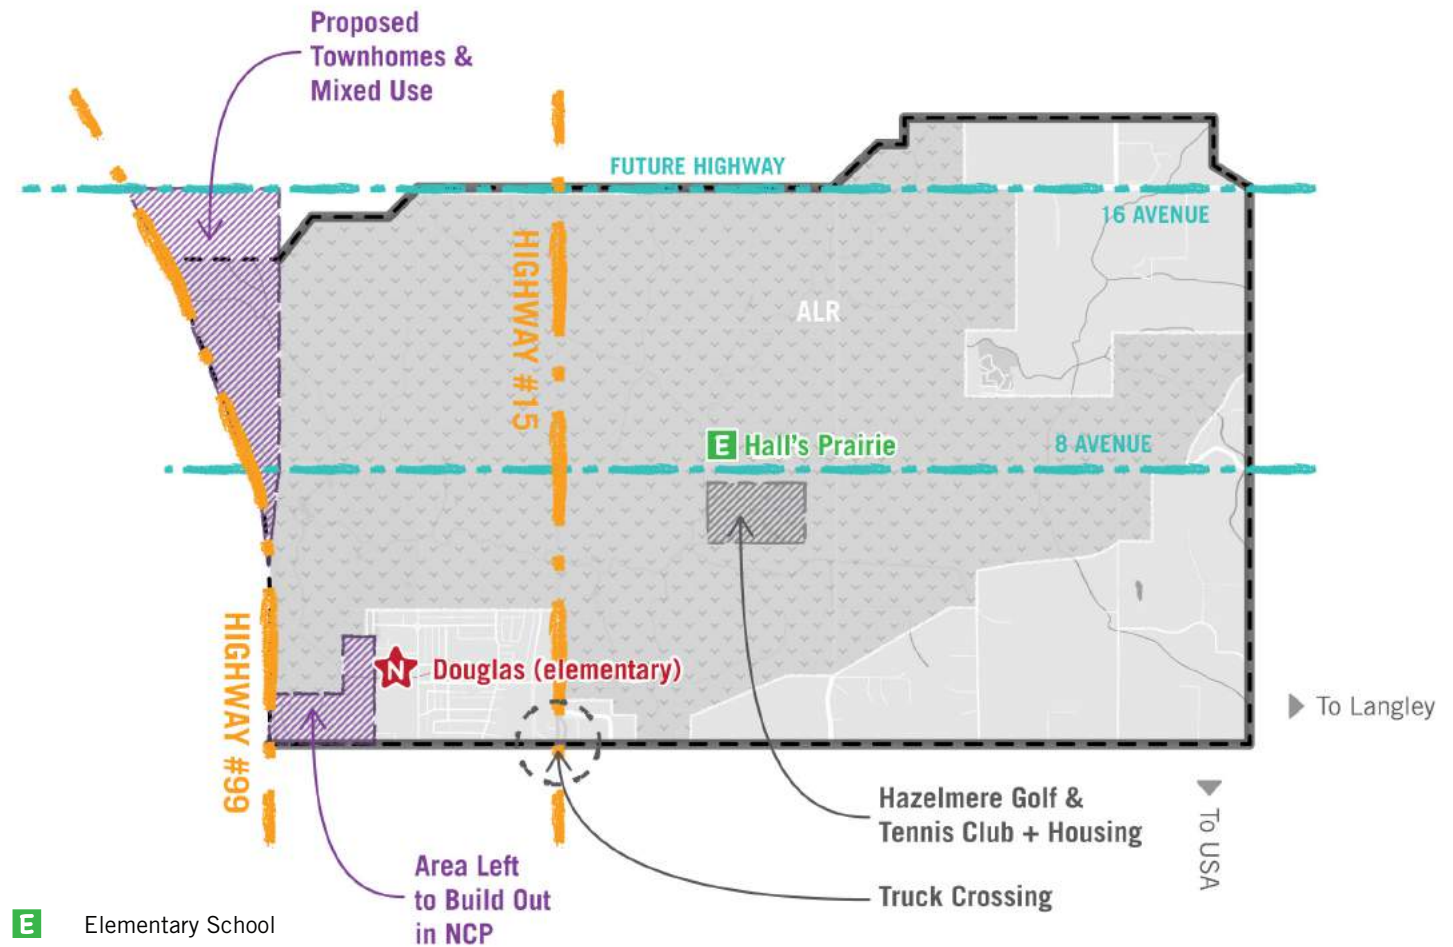 Proposed
Townhomes &
Mixed Use
FUTURE HIGHWAY
16 AVENUE
HIGHWAY #15
ALR
E Hall's Prairie
8 AVENUE
HIGHWAY #99
N Douglas (elementary)
To Langley
Hazelmere Golf &
Tennis Club + Housing
To USA
Truck Crossing
Area Left
to Build Out
in NCP
E Elementary School